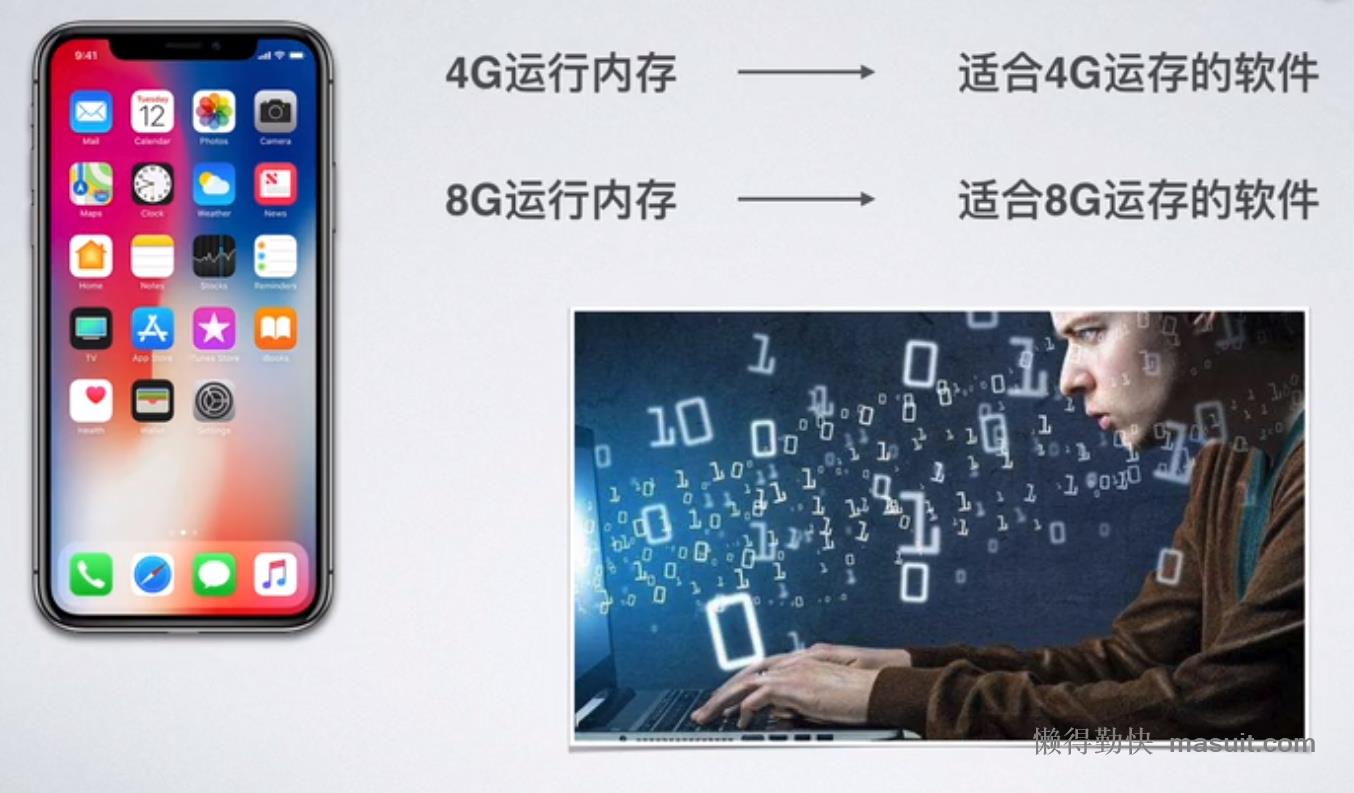 9:41
Tuesday
12
Mail
Calendar
Photos
Camera
Maps
Clock
Weather
News
Home
Notes
Stocks
Reminders
TV
App Store
iTunes Store
iBooks
Health
Wallet
Settings
4G运行内存
适合4G运存的软件
8G运行内存
适合8G运存的软件
懒得勤快 masuit.com